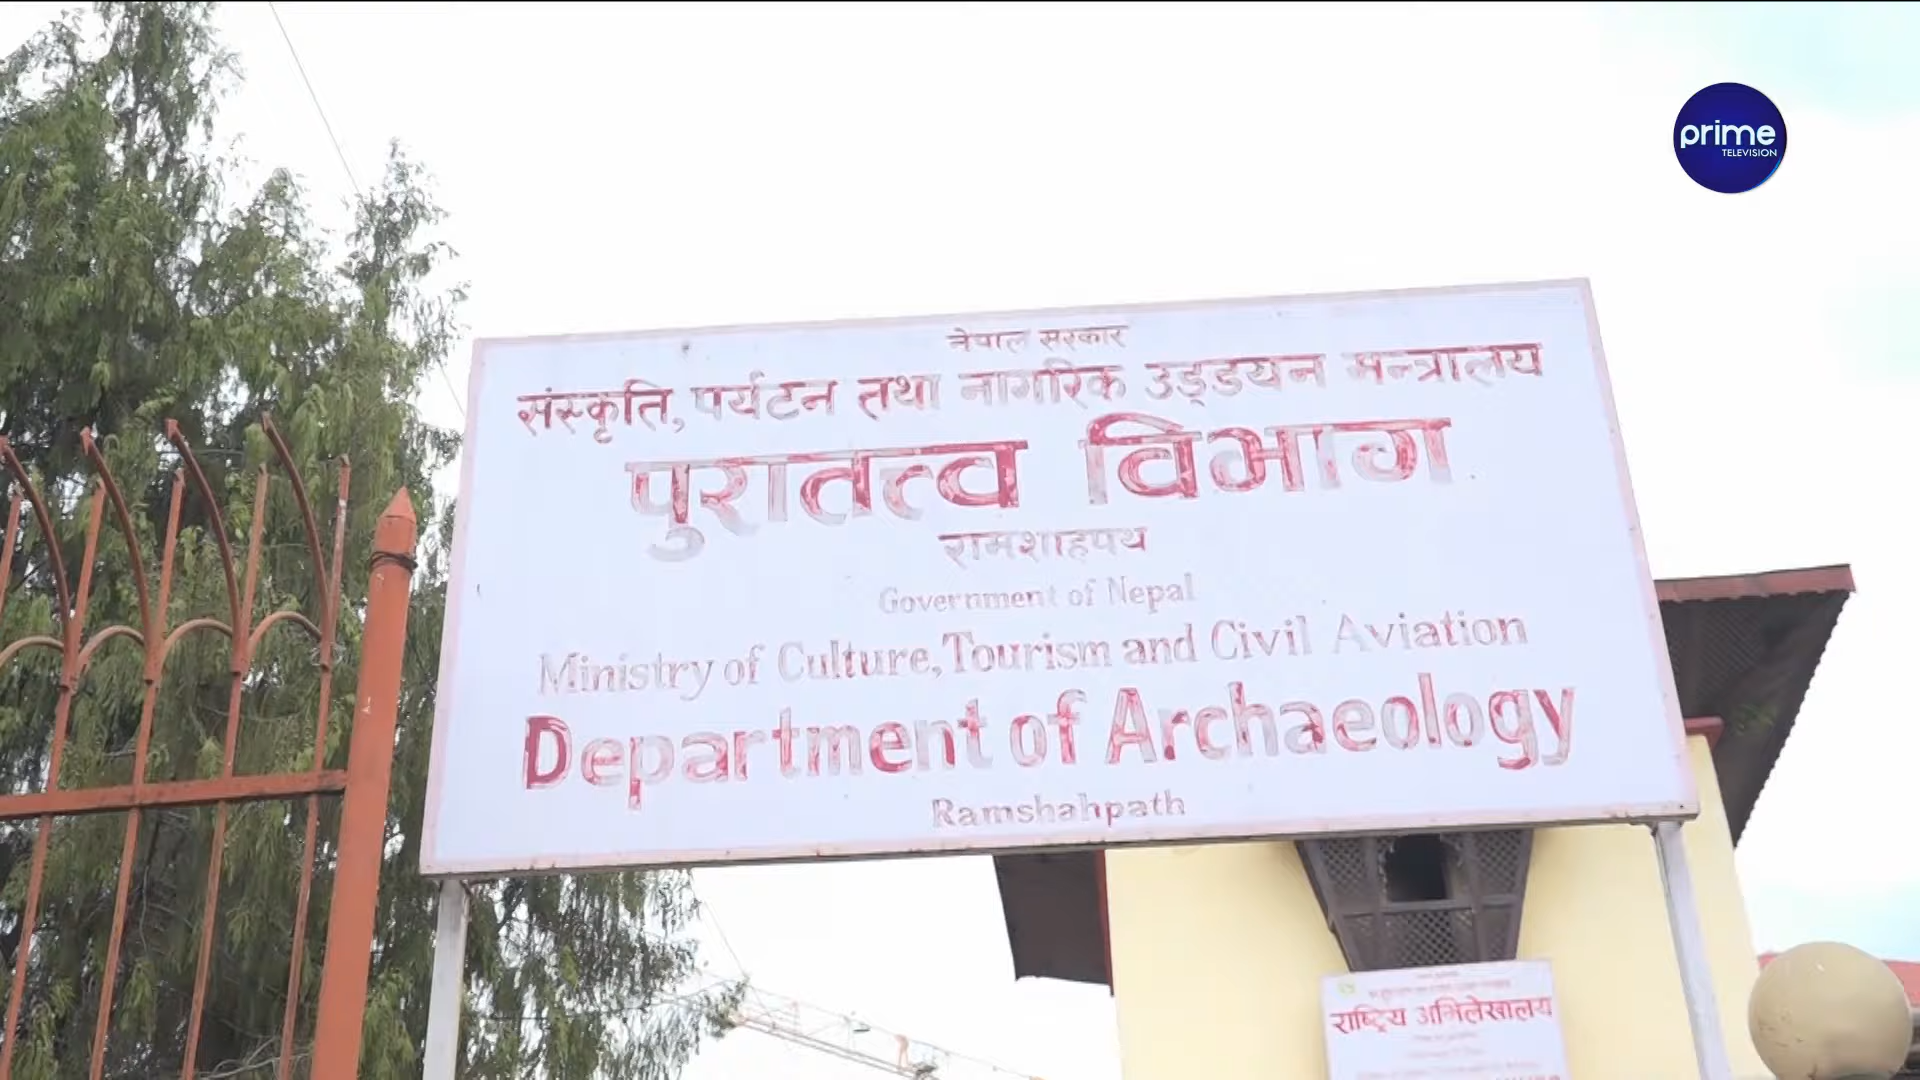 prime
TELEVISION
नेपाल सरकार
संस्कृति, पर्यटन तथा नागरिक उड्डयन मन्त्रालय
पुरातत्त्व विभाग
रामशाहपथ
Government of Nepal
Ministry of Culture, Tourism and Civil Aviation
Department of Archaeology
Ramshahpath
राष्ट्रिय अभिलेखालय